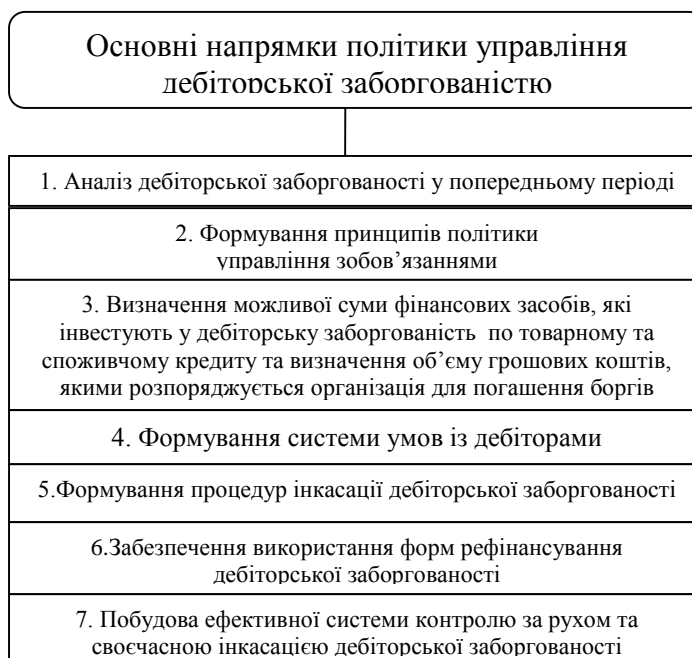 Основні напрямки політики управління
дебіторської заборгованістю
1. Аналіз дебіторської заборгованості у попередньому періоді
2. Формування принципів політики
управління зобов’язаннями
3. Визначення можливої суми фінансових засобів, які
інвестують у дебіторську заборгованість по товарному та
споживчому кредиту та визначення об’єму грошових коштів,
якими розпоряджується організація для погашення боргів
4. Формування системи умов із дебіторами
5.Формування процедур інкасації дебіторської заборгованості
6.Забезпечення використання форм рефінансування
дебіторської заборгованості
7. Побудова ефективної системи контролю за рухом та
своєчасною інкасацією дебіторської заборгованості